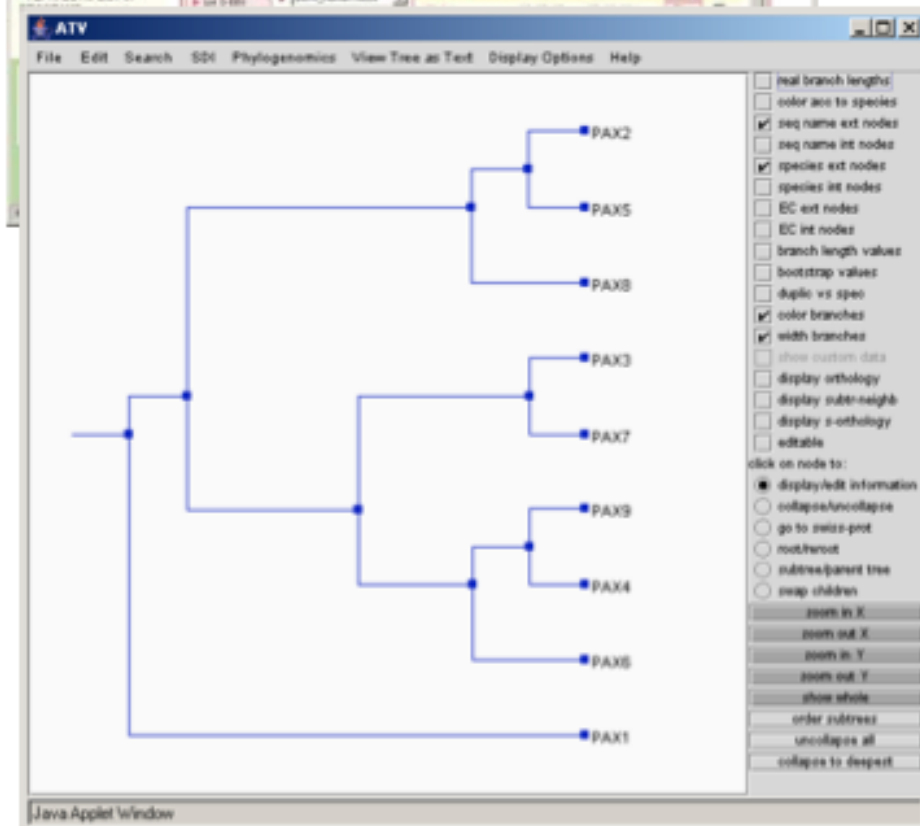 ATV
File Edit Search SDI Phylogenomics View Tree as Text Display Options Help
real branch lengths
color acc to species
seq name ext nodes
seq name int nodes
species ext nodes
species int nodes
EC ext nodes
EC int nodes
branch length values
bootstrap values
duplic vs spec
color branches
width branches
show custom data
display orthology
display subtr-neighb
display s-orthology
editable
click on node to:
display/edit information
collapse/uncollapse
go to swiss-prot
root/reroot
subtree/parent tree
swap children
zoom in X
zoom out X
zoom in Y
zoom out Y
show whole
order subtrees
uncollapse all
collapse to deepest
PAX2
PAX5
PAX8
PAX3
PAX7
PAX9
PAX4
PAX6
PAX1
Java Applet Window